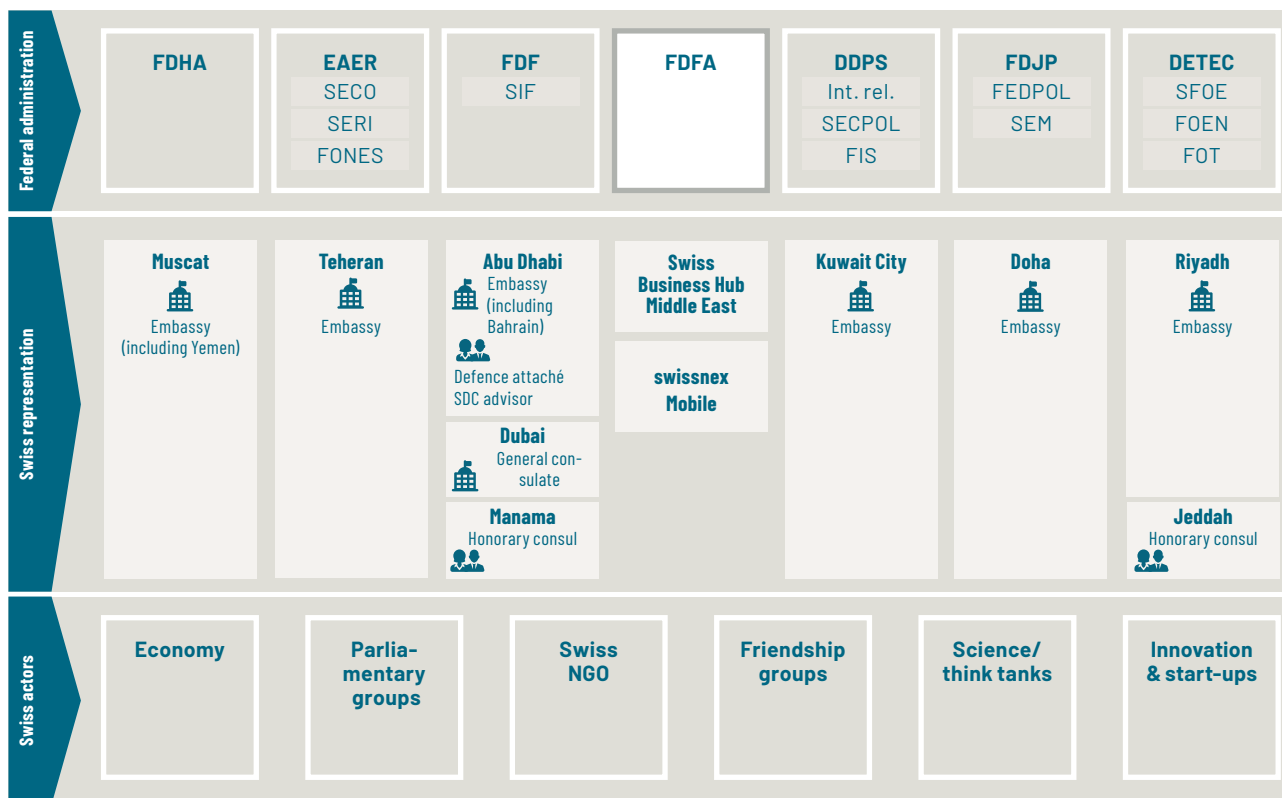 Federal administration
FDHA
EAER
SECO
SERI
FONES
FDF
SIF
FDFA
DDPS
Int. rel.
SECPOL
FIS
FDJP
FEDPOL
SEM
DETEC
SFOE
FOEN
FOT
Swiss representation
Muscat
Embassy
(including Yemen)
Teheran
Embassy
Abu Dhabi
Embassy
(including
Bahrain)
Defence attaché
SDC advisor
Dubai
General con-
sulate
Manama
Honorary consul
Swiss
Business Hub
Middle East
swissnex
Mobile
Kuwait City
Embassy
Doha
Embassy
Riyadh
Embassy
Jeddah
Honorary consul
Swiss actors
Economy
Parlia-
mentary
groups
Swiss
NGO
Friendship
groups
Science/
think tanks
Innovation
& start-ups